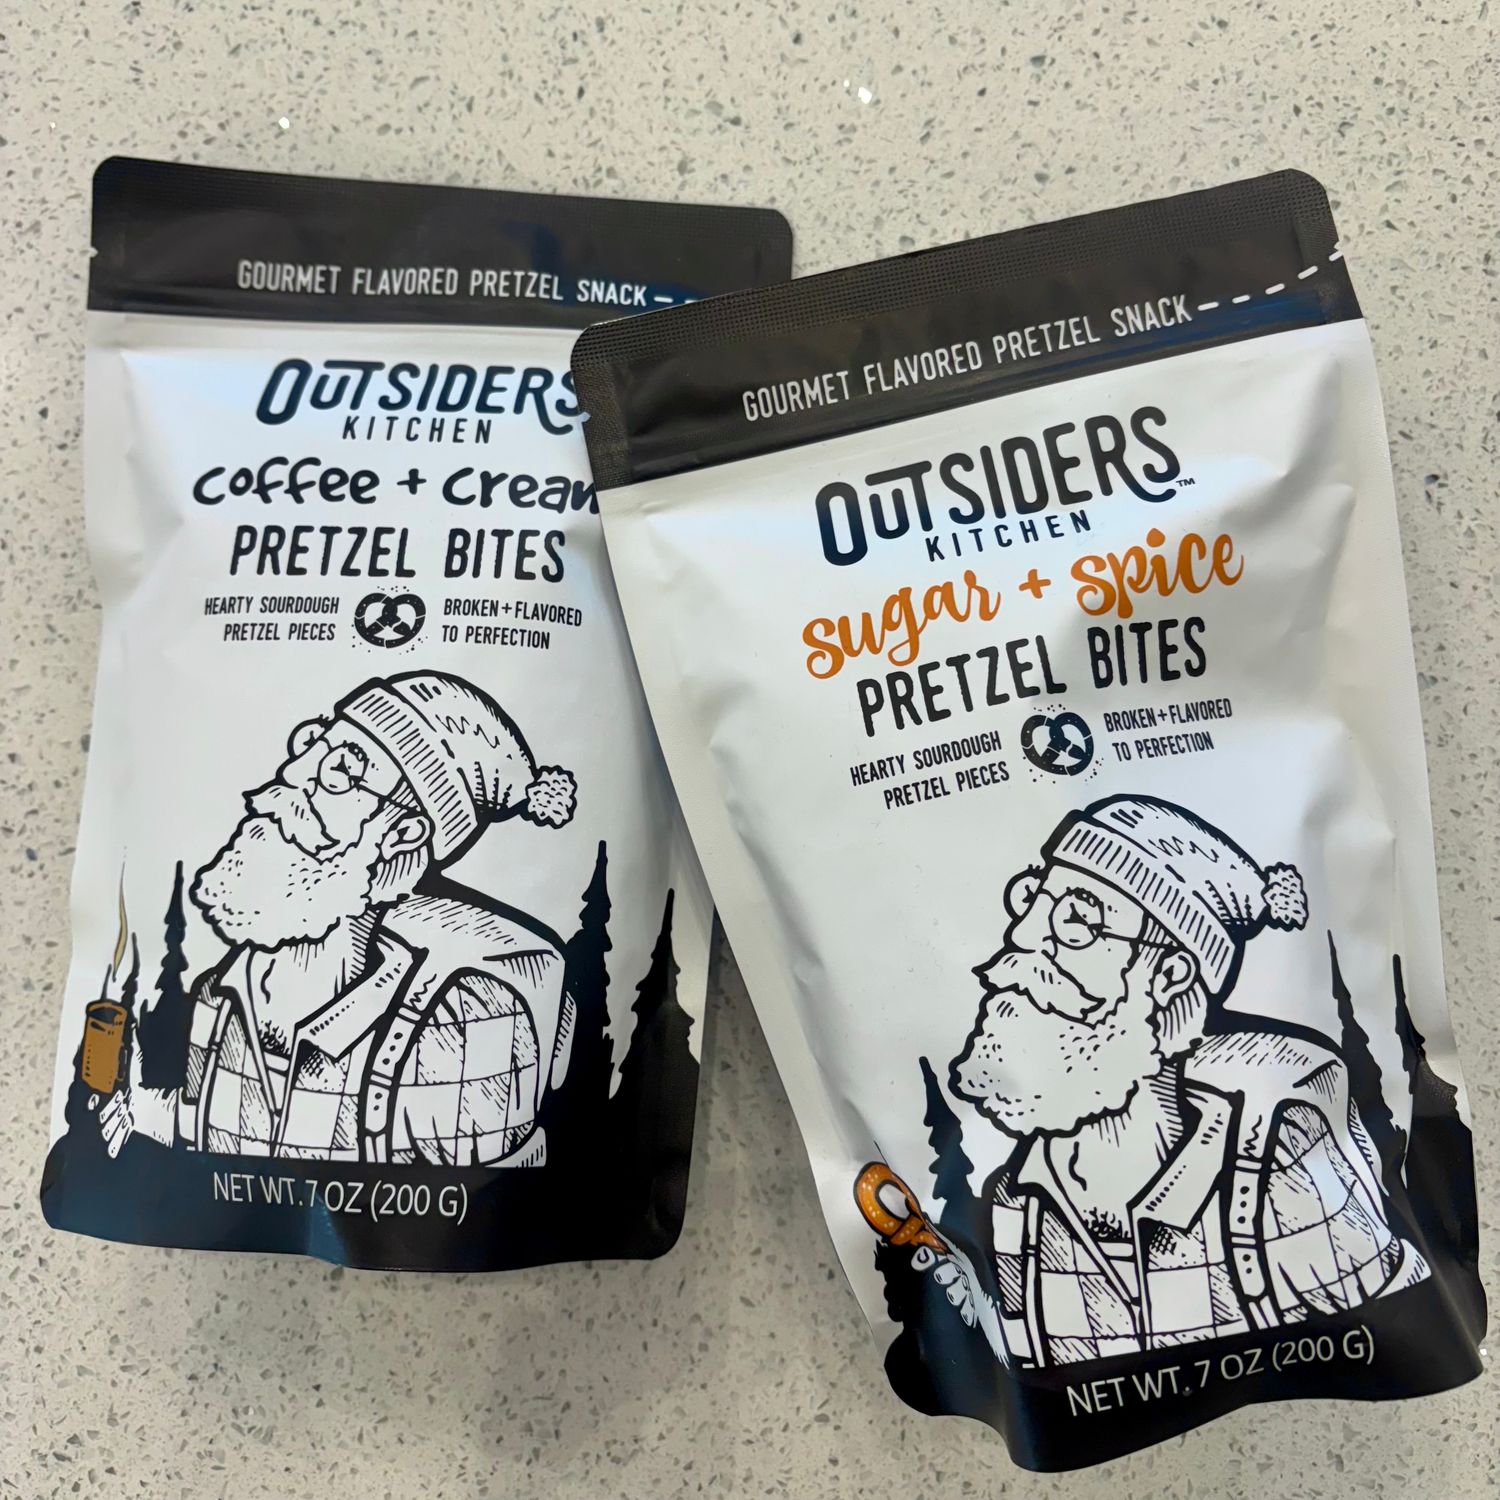 GOURMET FLAVORED PRETZEL SNACK
OUTSIDERS
KITCHEN
coffee + cream
PRETZEL BITES
HEARTY SOURDOUGH
PRETZEL PIECES
BROKEN+FLAVORED
TO PERFECTION
NET WT. 7 OZ (200 G)
GOURMET FLAVORED PRETZEL SNACK
OUTSIDERS™
KITCHEN
sugar + spice
PRETZEL BITES
HEARTY SOURDOUGH
PRETZEL PIECES
BROKEN+FLAVORED
TO PERFECTION
NET WT. 7 OZ (200 G)